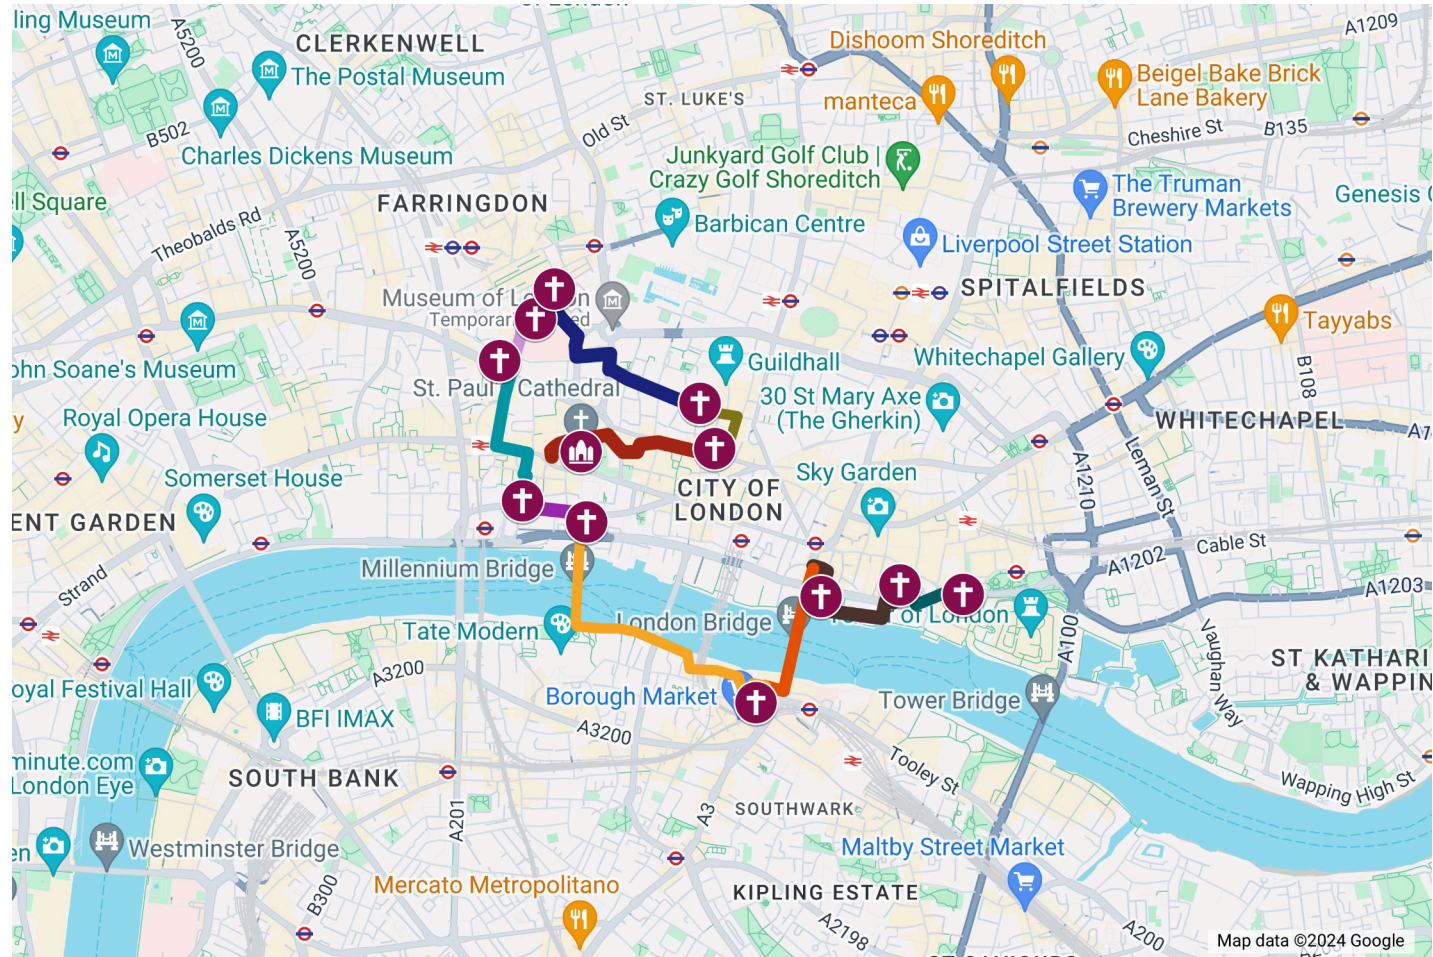 ling Museum
A5200
CLERKENWELL
The Postal Museum
B502
Charles Dickens Museum
ST. LUKE'S
Old St
Dishoom Shoreditch
manteca
Beigel Bake Brick
Lane Bakery
A1209
Cheshire St
B135
Junkyard Golf Club |
Crazy Golf Shoreditch
The Truman
Brewery Markets
Genesis
ell Square
Theobalds Rd
FARRINGDON
A5200
Barbican Centre
Liverpool Street Station
SPITALFIELDS
Museum of L n
Temporar ed
Tayyabs
ohn Soane's Museum
Guildhall
Whitechapel Gallery
B108
St. Paul Cathedral
30 St Mary Axe
(The Gherkin)
y
Royal Opera House
WHITECHAPEL
A1
Somerset House
Sky Garden
A1210
Leman St
CITY OF
LONDON
ENT GARDEN
Strand
Millennium Bridge
Cable St
A1202
A1203
Tate Modern
London Bridge
of London
A100
Vaughan Way
ST KATHARI
& WAPPIN
A3200
oyal Festival Hall
Borough Market
Tower Bridge
BFI IMAX
A3200
minute.com
London Eye
SOUTH BANK
Tooley St
Wapping High St
A201
A3
SOUTHWARK
en
Westminster Bridge
Maltby Street Market
Mercato Metropolitano
B300
KIPLING ESTATE
A2198
A200
Map data ©2024 Google